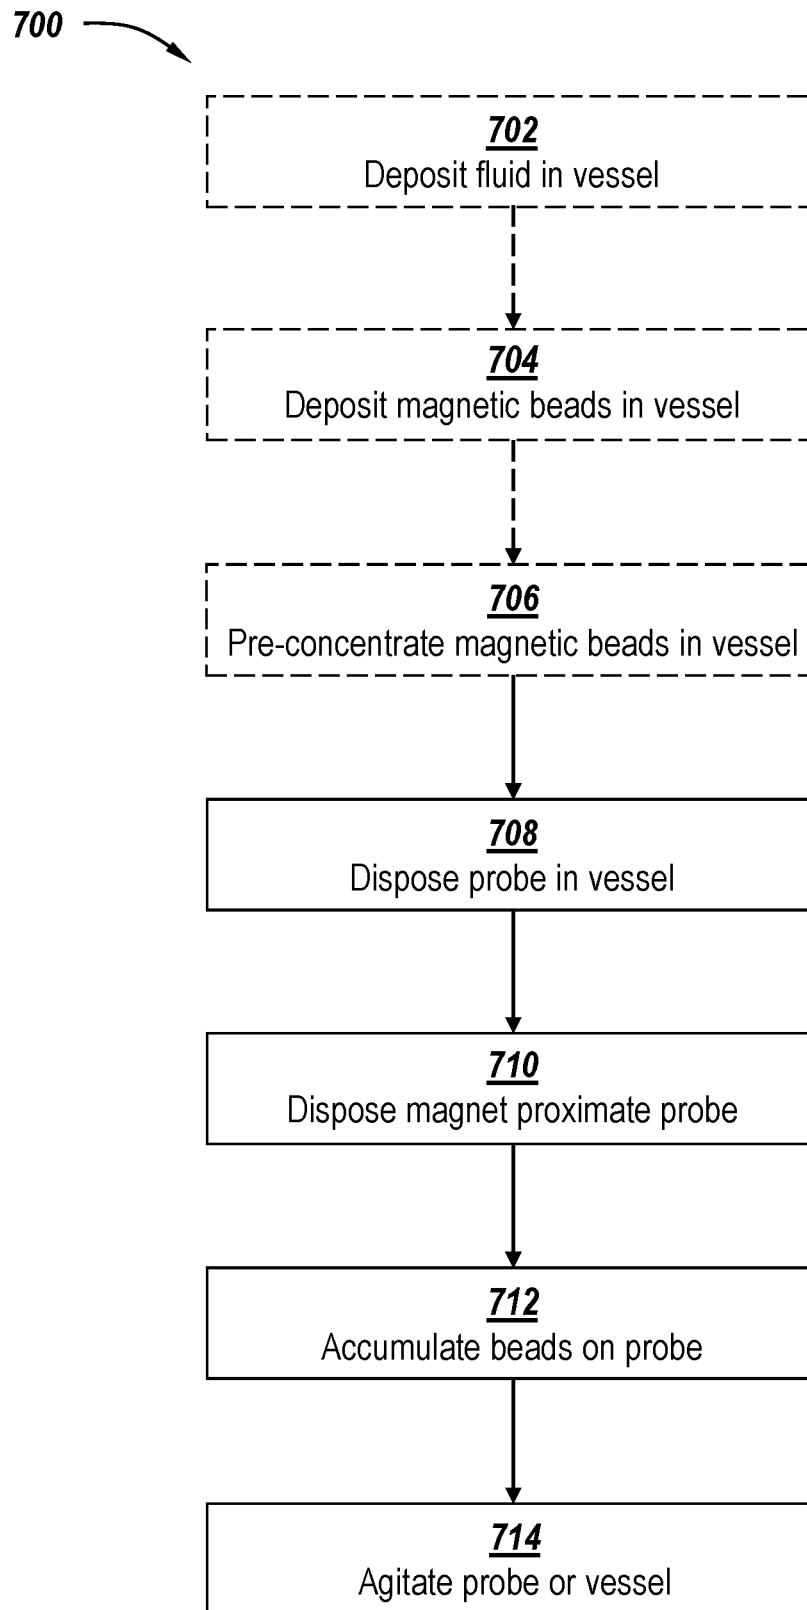 700
702
Deposit fluid in vessel
704
Deposit magnetic beads in vessel
706
Pre-concentrate magnetic beads in vessel
708
Dispose probe in vessel
710
Dispose magnet proximate probe
712
Accumulate beads on probe
714
Agitate probe or vessel